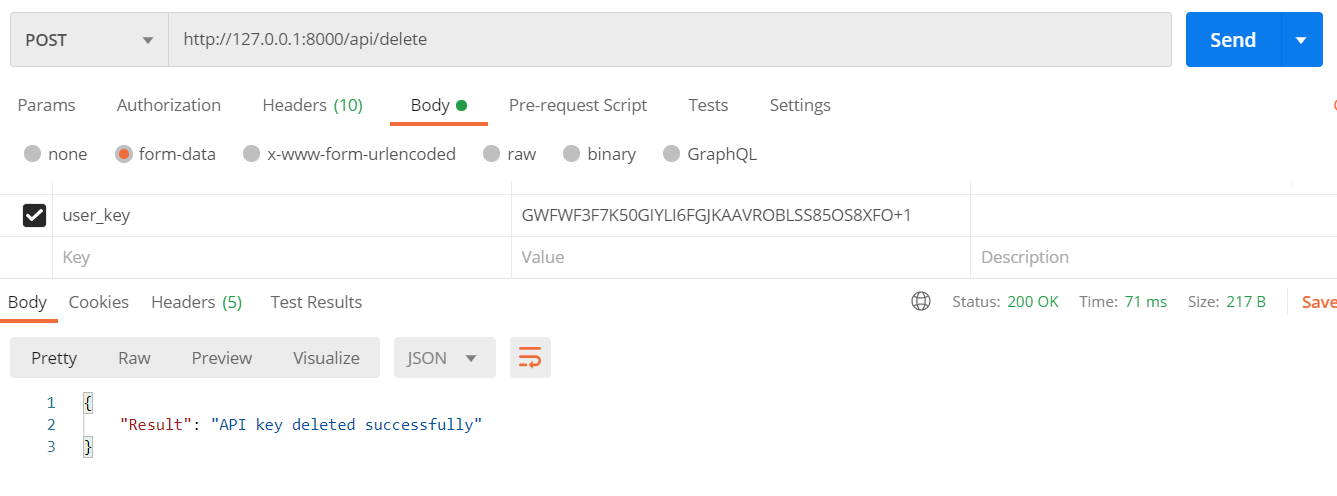 POST http://127.0.0.1:8000/api/delete Send
Params Authorization Headers (10) Body Pre-request Script Tests Settings
none form-data x-www-form-urlencoded raw binary GraphQL
user_key GWFWF3F7K50GIYLI6FGJKAAVROBLSS85OS8XFO+1
Key Value Description
Body Cookies Headers (5) Test Results Status: 200 OK Time: 71 ms Size: 217 B Save
Pretty Raw Preview Visualize JSON
1 {
2 "Result": "API key deleted successfully"
3 }